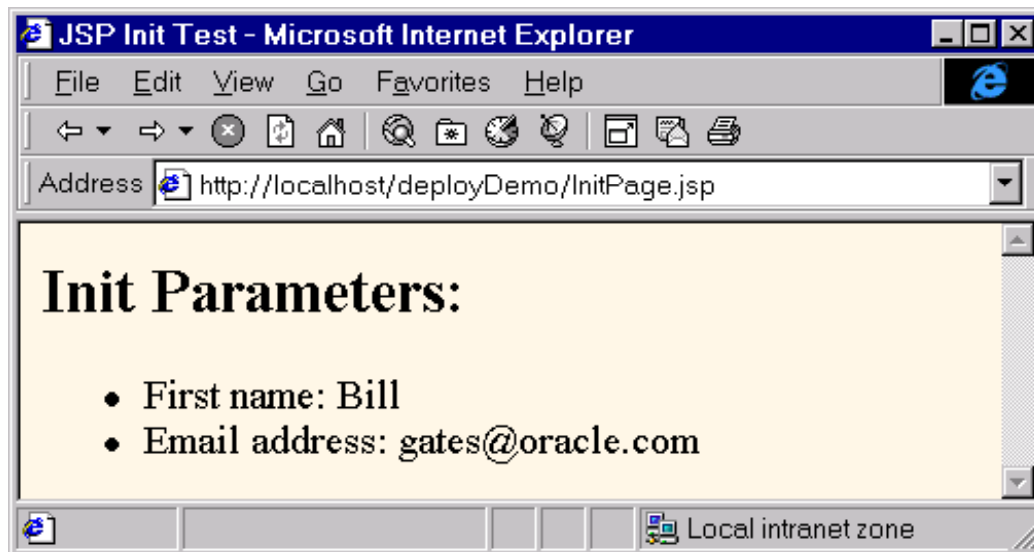 JSP Init Test - Microsoft Internet Explorer
File Edit View Go Favorites Help
Address http://localhost/deployDemo/InitPage.jsp
Init Parameters:
• First name: Bill
• Email address: gates@oracle.com
Local intranet zone